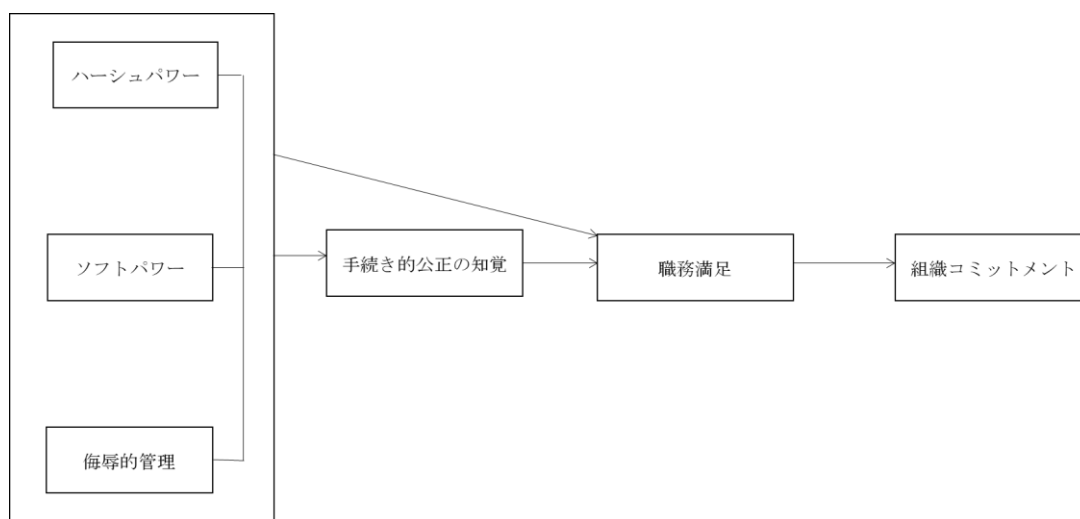 ハーシュパワー
ソフトパワー
侮辱的管理
手続き的公正の知覚
職務満足
組織コミットメント